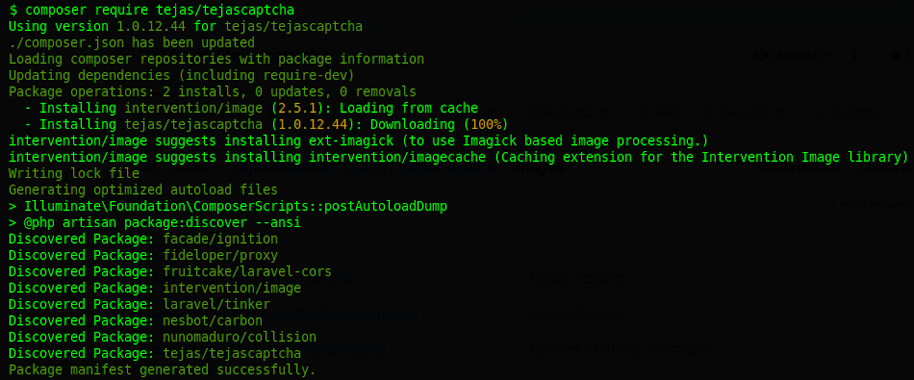 $ composer require tejas/tejascaptcha
Using version 1.0.12.44 for tejas/tejascaptcha
./composer.json has been updated
Loading composer repositories with package information
Updating dependencies (including require-dev)
Package operations: 2 installs, 0 updates, 0 removals
  - Installing intervention/image (2.5.1): Loading from cache
  - Installing tejas/tejascaptcha (1.0.12.44): Downloading (100%)
intervention/image suggests installing ext-imagick (to use Imagick based image processing.)
intervention/image suggests installing intervention/imagecache (Caching extension for the Intervention Image library)
Writing lock file
Generating optimized autoload files
> Illuminate\Foundation\ComposerScripts::postAutoloadDump
> @php artisan package:discover --ansi
Discovered Package: facade/ignition
Discovered Package: fideloper/proxy
Discovered Package: fruitcake/laravel-cors
Discovered Package: intervention/image
Discovered Package: laravel/tinker
Discovered Package: nesbot/carbon
Discovered Package: nunomaduro/collision
Discovered Package: tejas/tejascaptcha
Package manifest generated successfully.